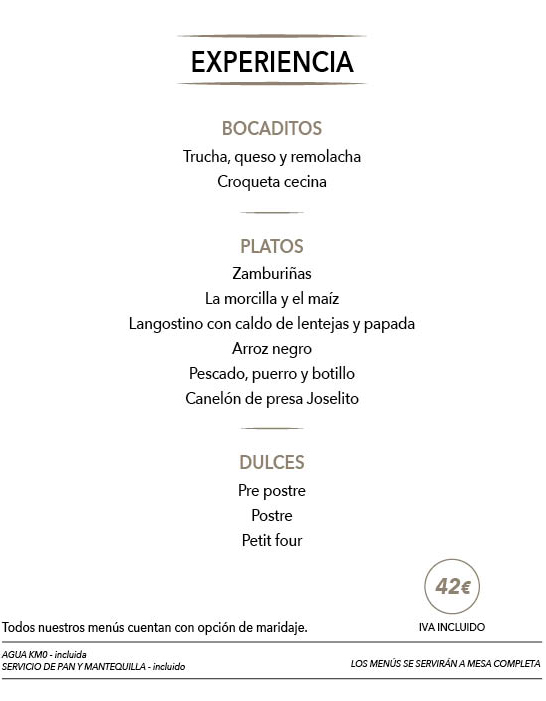 EXPERIENCIA
BOCADITOS
Trucha, queso y remolacha
Croqueta cecina
PLATOS
Zamburiñas
La morcilla y el maíz
Langostino con caldo de lentejas y papada
Arroz negro
Pescado, puerro y botillo
Canelón de presa Joselito
DULCES
Pre postre
Postre
Petit four
42€
IVA INCLUIDO
Todos nuestros menús cuentan con opción de maridaje.
AGUA KM0 - incluida
SERVICIO DE PAN Y MANTEQUILLA - incluido
LOS MENÚS SE SERVIRÁN A MESA COMPLETA